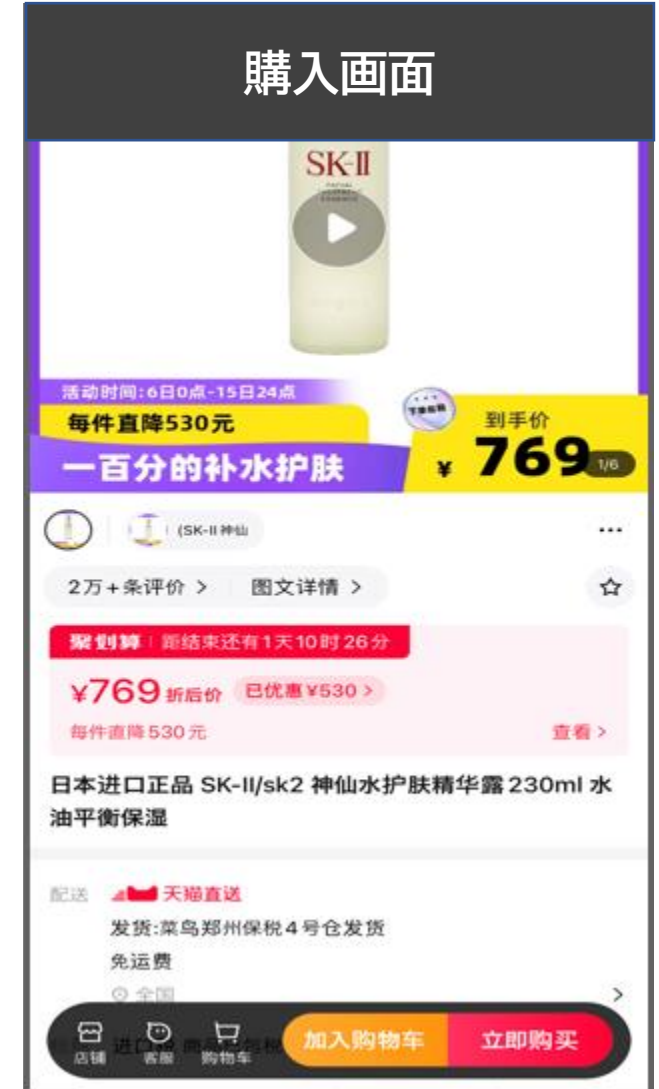 購入画面
SK-II
FACIAL
TREATMENT
ESSENCE
活动时间:6日0点-15日24点
每件直降530元
一百分的补水护肤
到手价
¥ 769
1/6
(SK-II 神仙
2万+条评价 >
图文详情 >
聚划算 距结束还有1天10时26分
¥769 折后价 已优惠 ¥530 >
每件直降530元
查看 >
日本进口正品 SK-II/sk2 神仙水护肤精华露 230ml 水
油平衡保湿
配送 天猫直送
发货:菜鸟郑州保税4号仓发货
免运费
全国
店铺
客服
购物车
加入购物车
立即购买